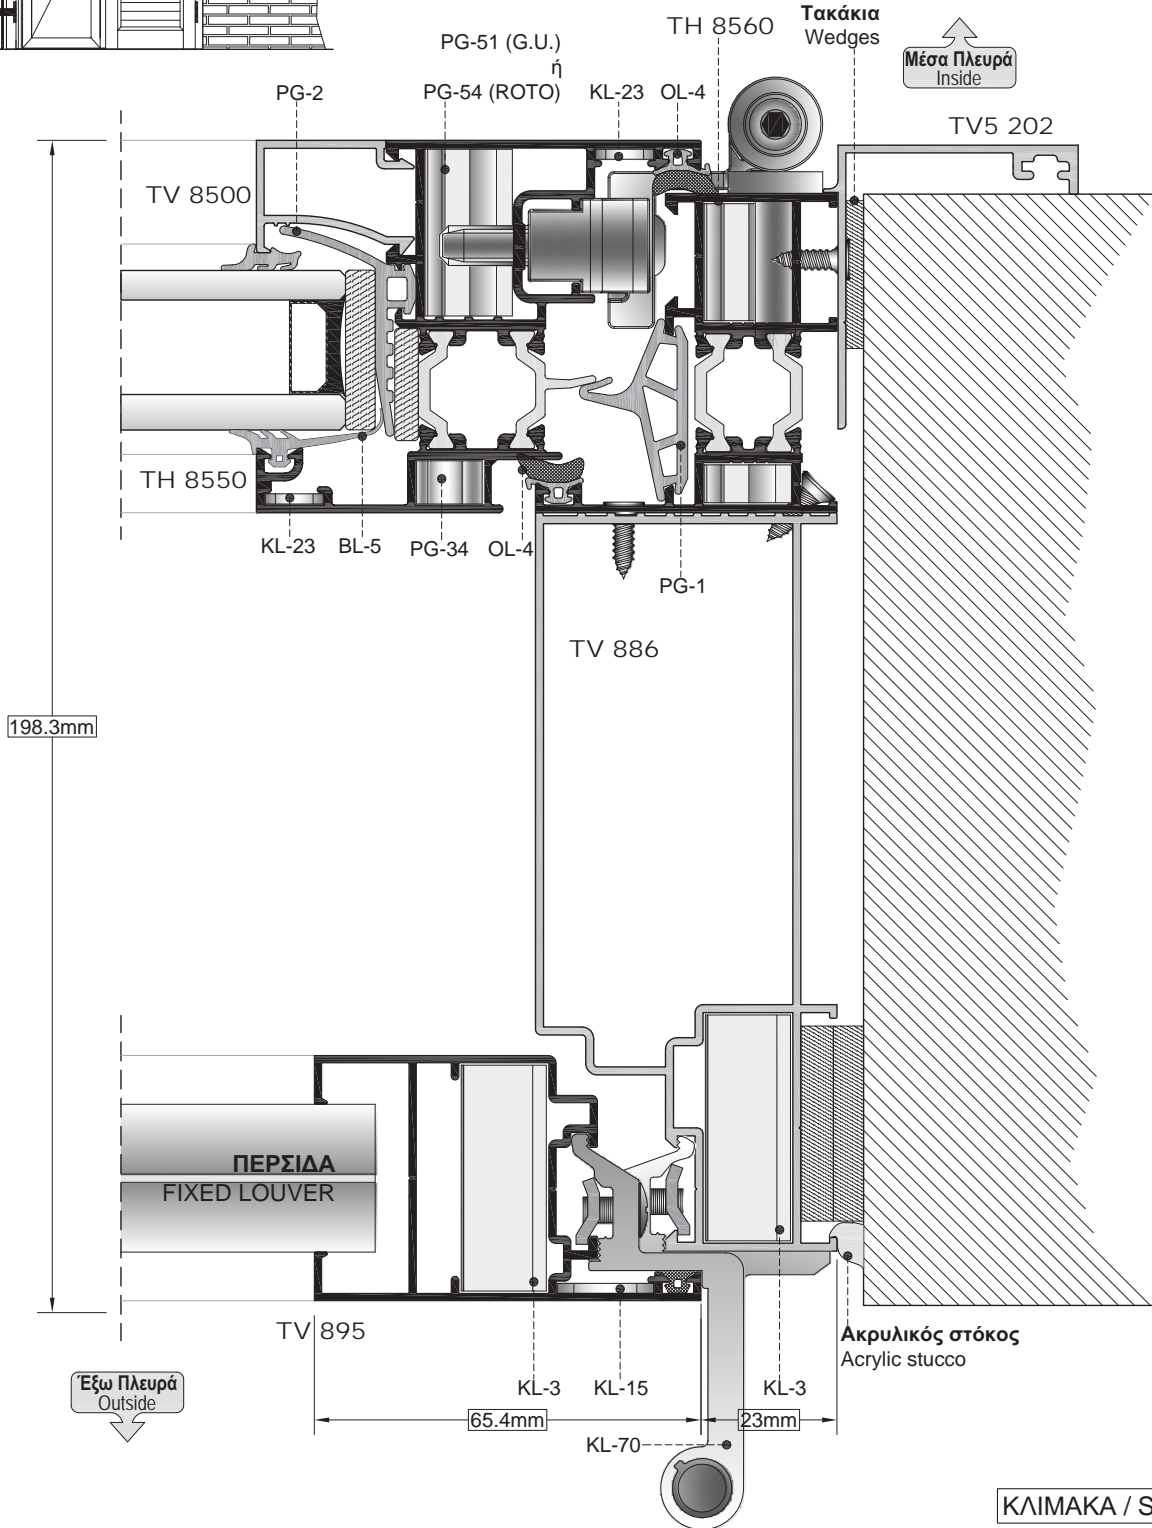 Τακάκια
Wedges
PG-51 (G.U.)
ή
PG-54 (ROTO)
TH 8560
Μέσα Πλευρά
Inside
PG-2
KL-23
OL-4
TV5 202
TV 8500
TH 8550
KL-23
BL-5
PG-34
OL-4
PG-1
TV 886
198.3mm
ΠΕΡΣΙΔΑ
FIXED LOUVER
TV 895
Ακρυλικός στόκος
Acrylic stucco
Έξω Πλευρά
Outside
KL-3
KL-15
KL-3
65.4mm
23mm
KL-70
ΚΛΙΜΑΚΑ / S